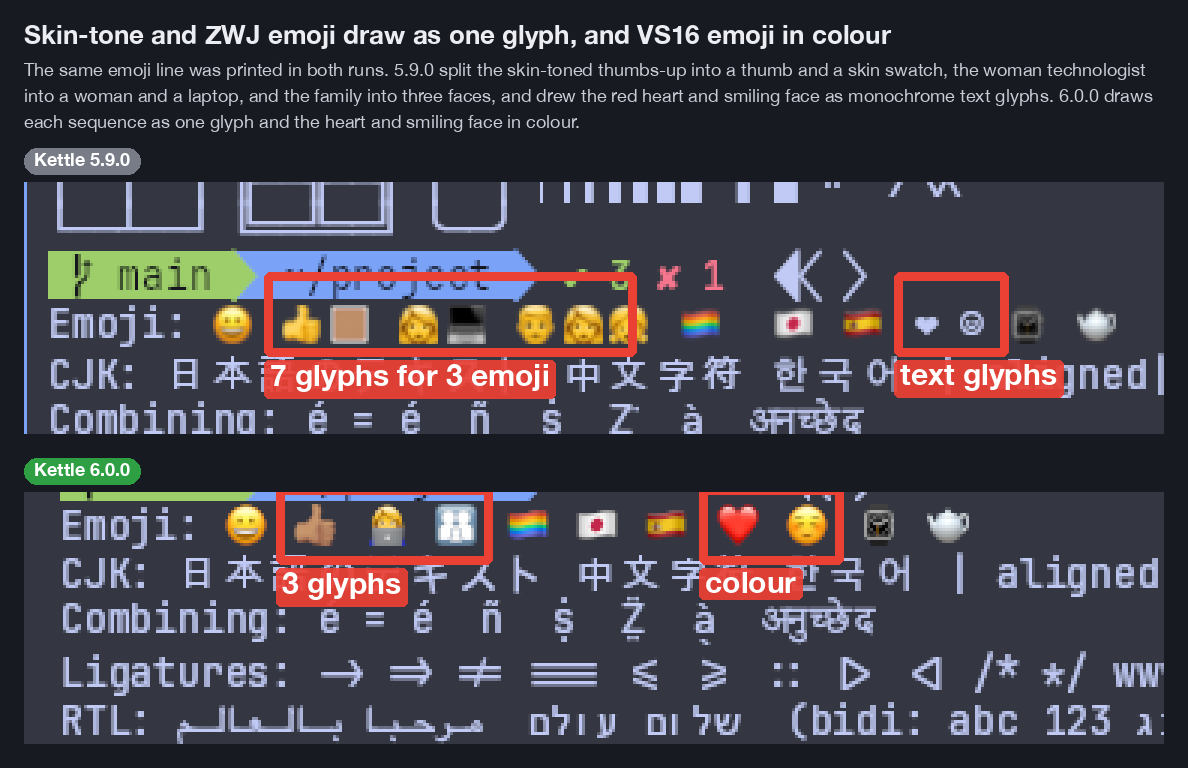 Skin-tone and ZWJ emoji draw as one glyph, and VS16 emoji in colour
The same emoji line was printed in both runs. 5.9.0 split the skin-toned thumbs-up into a thumb and a skin swatch, the woman technologist
into a woman and a laptop, and the family into three faces, and drew the red heart and smiling face as monochrome text glyphs. 6.0.0 draws
each sequence as one glyph and the heart and smiling face in colour.
Kettle 5.9.0
main ~/project 3 ✘ 1
Emoji: 😀 👍🏽 👩💻 👨👩👧 🏳️‍🌈 🇯🇵 🇪🇸 ❤ ☺ ⌚ 🫖
7 glyphs for 3 emoji
text glyphs
CJK: 日本 中文字符 한국어
Combining: é = é ñ ṡ Z à अनुच्छेद
Kettle 6.0.0
Emoji: 😀 👍🏽 👩‍💻 👨‍👩‍👧 🏳️‍🌈 🇯🇵 🇪🇸 ❤️ ☺️ ⌚ 🫖
3 glyphs
colour
CJK: 日本 キスト 中文字 한국어 | aligned
Combining: é = é ñ ṩ à अनुच्छेद
Ligatures: -> => != === <= >= :: |> <| /* */ www
RTL: مرحبا بالعالم שלום עולם (bidi: abc 123